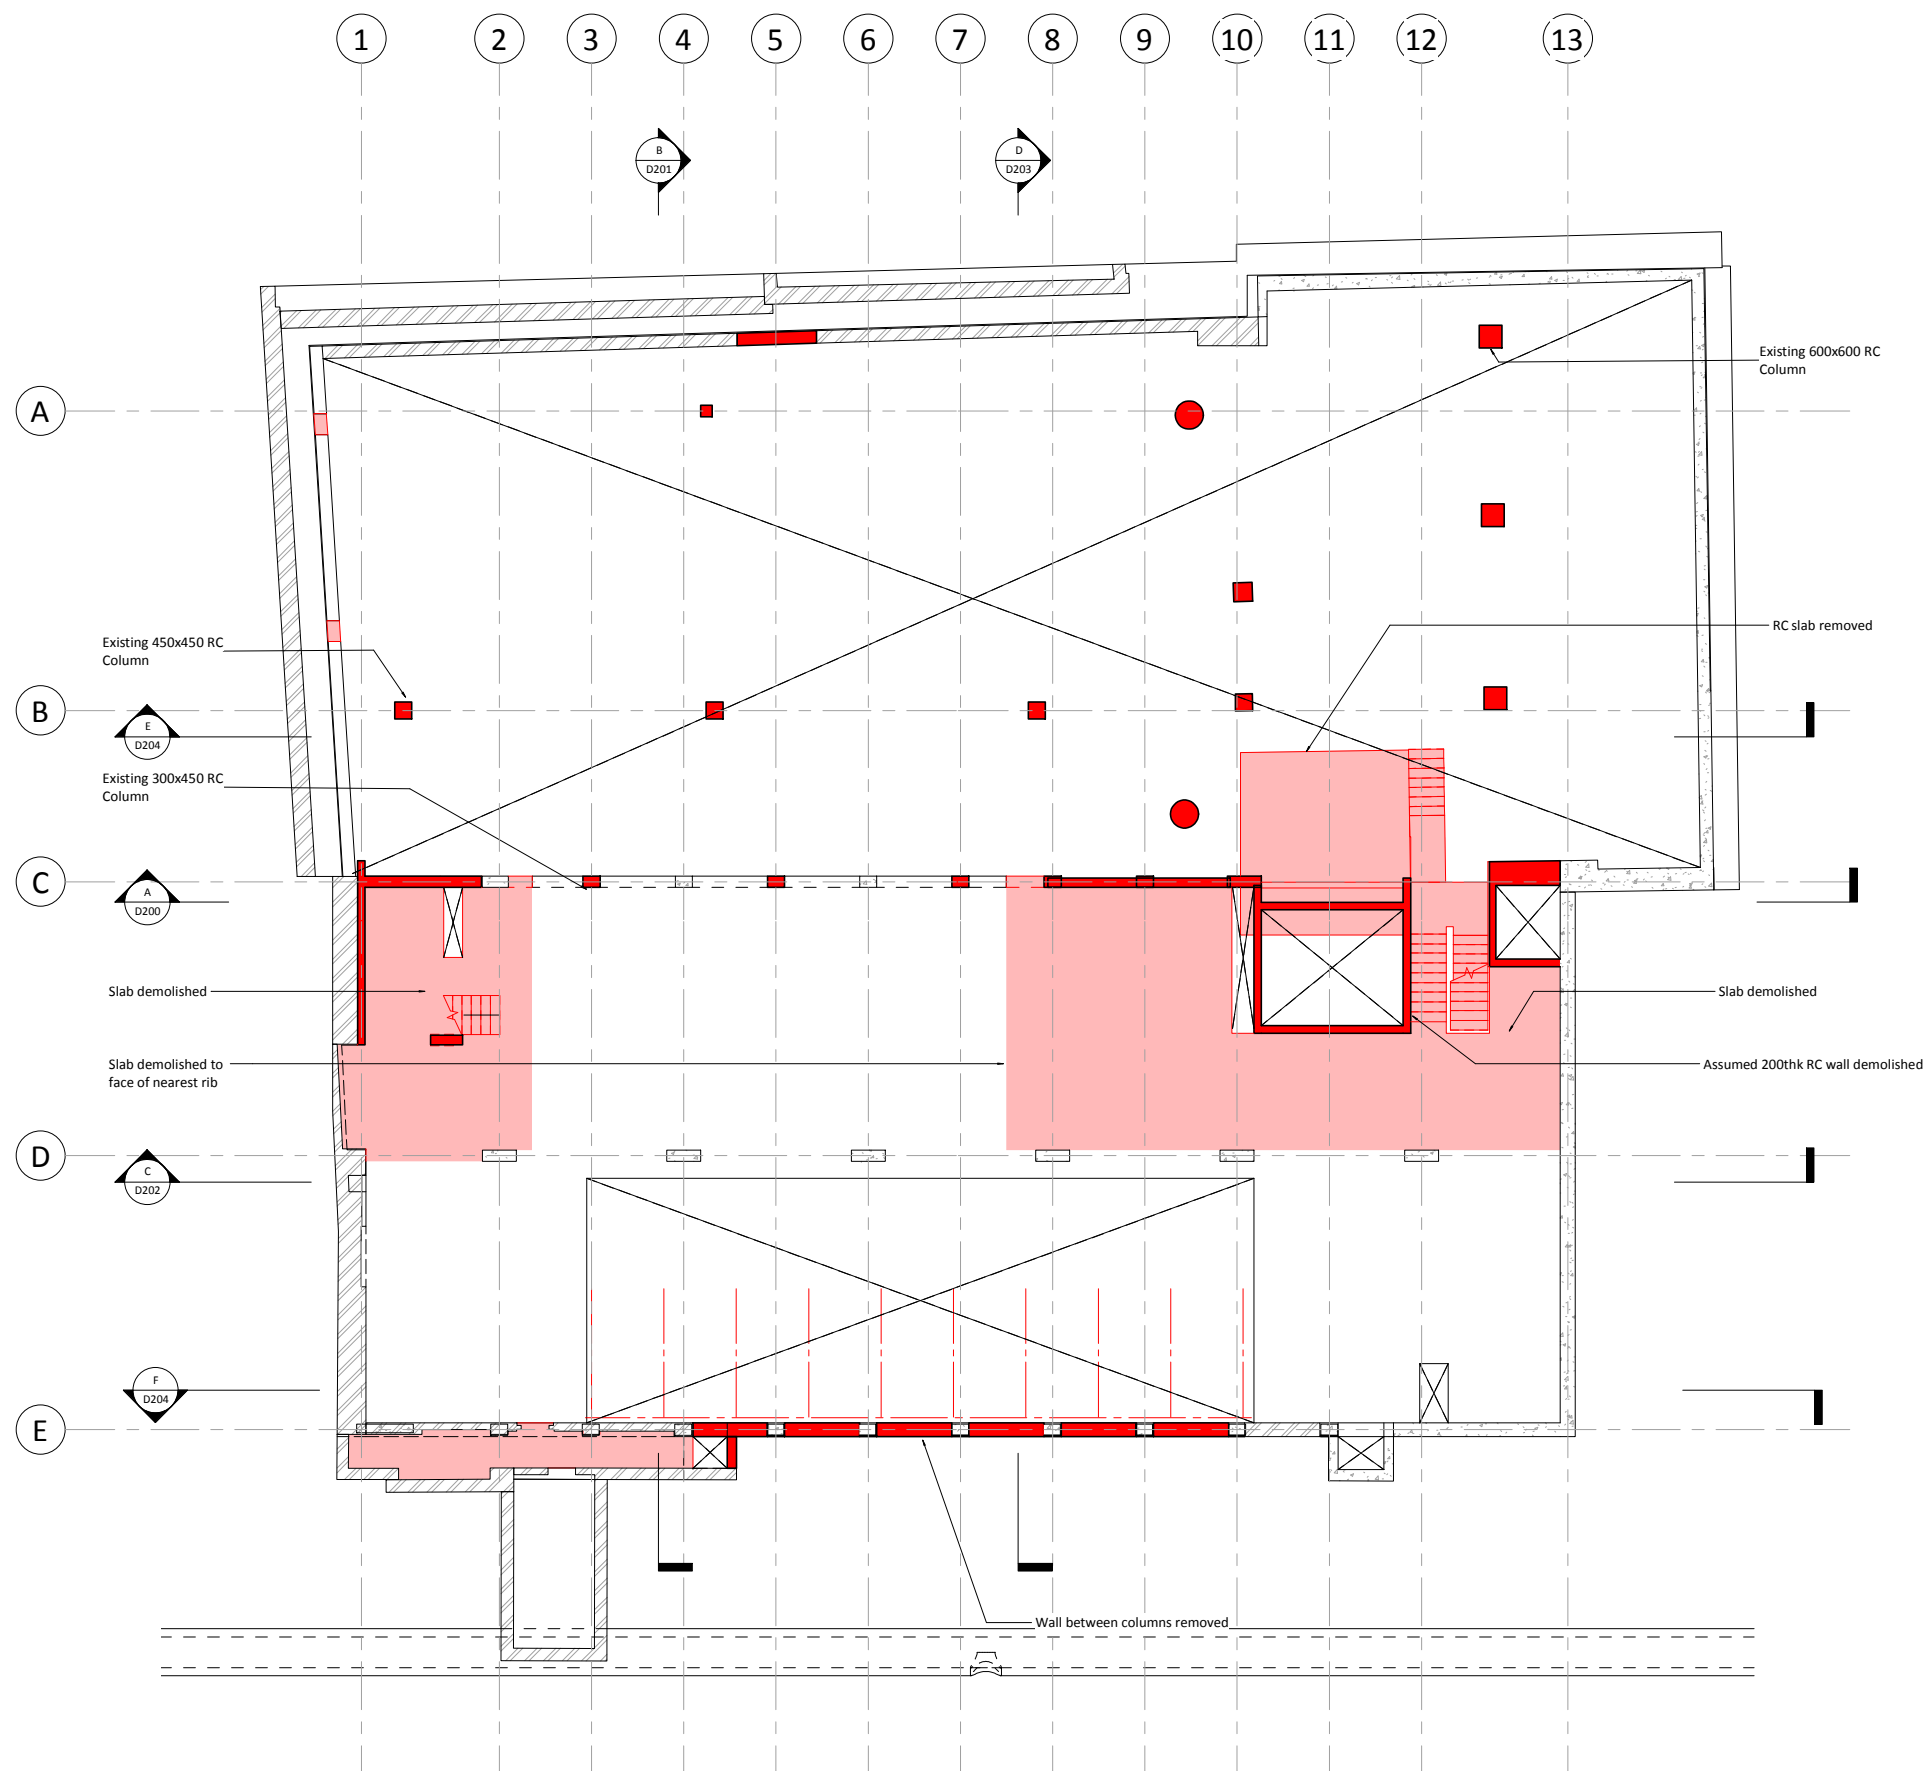 1 2 3 4 5 6 7 8 9 10 11 12 13
B
D201
D
D203
Existing 600x600 RC
Column
A
RC slab removed
Existing 450x450 RC
Column
B
E
D204
Existing 300x450 RC
Column
C
A
D200
Slab demolished
Slab demolished
Slab demolished to
face of nearest rib
Assumed 200thk RC wall demolished
D
C
D202
F
D204
E
Wall between columns removed